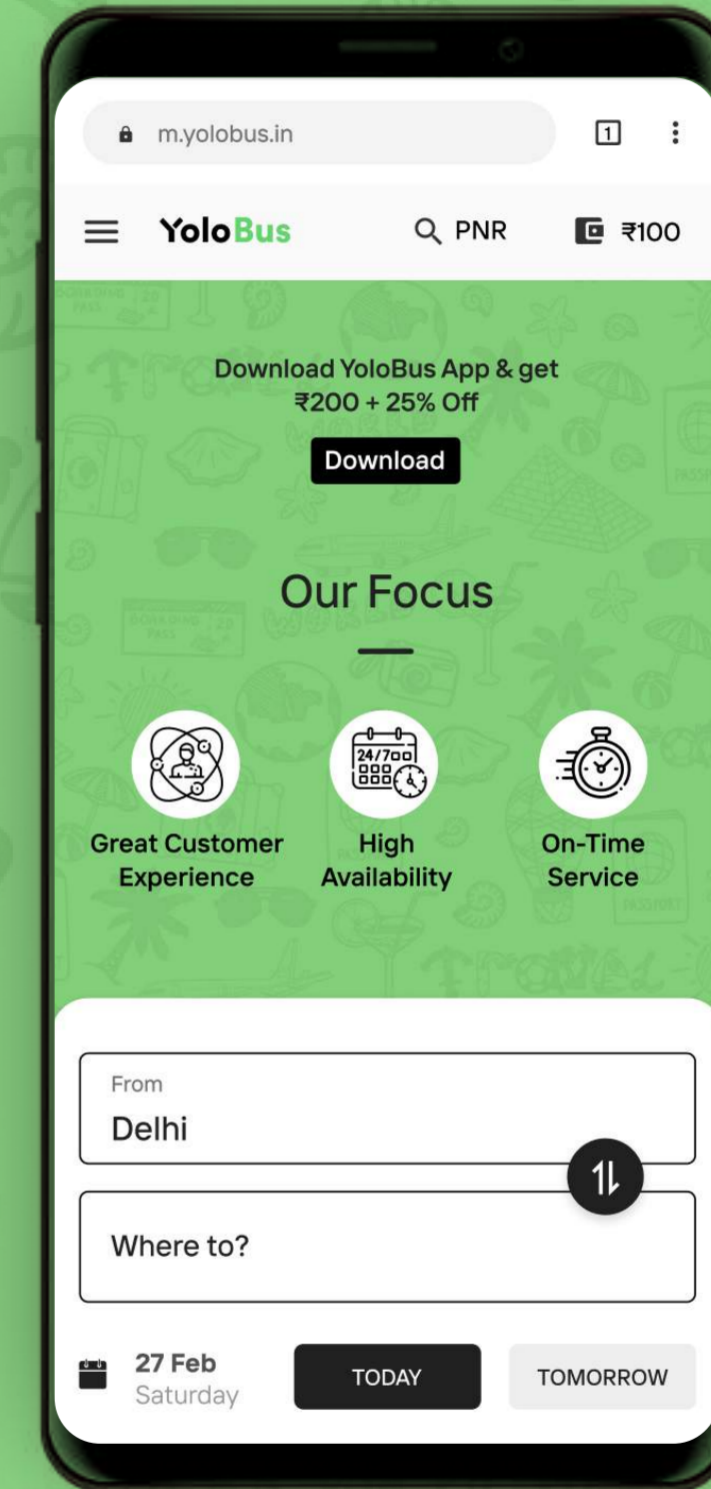 m.yolobus.in
1
YoloBus
PNR
₹100
Download YoloBus App & get
₹200 + 25% Off
Download
Our Focus
24/7
Great Customer
Experience
High
Availability
On-Time
Service
From
Delhi
Where to?
27 Feb
Saturday
TODAY
TOMORROW